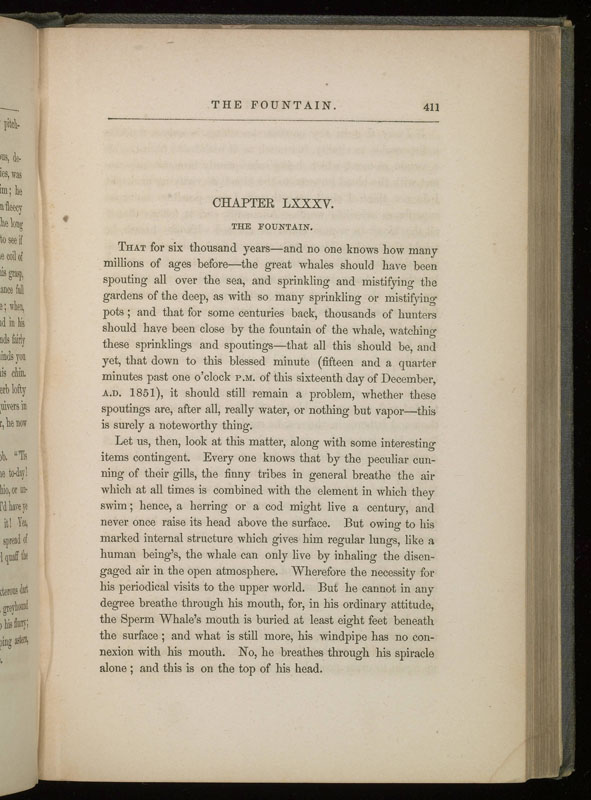 THE FOUNTAIN. 411
CHAPTER LXXXV.
THE FOUNTAIN.
THAT for six thousand years—and no one knows how many
millions of ages before—the great whales should have been
spouting all over the sea, and sprinkling and mistifying the
gardens of the deep, as with so many sprinkling or mistifying
pots; and that for some centuries back, thousands of hunters
should have been close by the fountain of the whale, watching
these sprinklings and spoutings—that all this should be, and
yet, that down to this blessed minute (fifteen and a quarter
minutes past one o'clock P.M. of this sixteenth day of December,
A.D. 1851), it should still remain a problem, whether these
spoutings are, after all, really water, or nothing but vapor—this
is surely a noteworthy thing.
Let us, then, look at this matter, along with some interesting
items contingent. Every one knows that by the peculiar cun-
ning of their gills, the finny tribes in general breathe the air
which at all times is combined with the element in which they
swim; hence, a herring or a cod might live a century, and
never once raise its head above the surface. But owing to his
marked internal structure which gives him regular lungs, like a
human being's, the whale can only live by inhaling the disen-
gaged air in the open atmosphere. Wherefore the necessity for
his periodical visits to the upper world. But he cannot in any
degree breathe through his mouth, for, in his ordinary attitude,
the Sperm Whale's mouth is buried at least eight feet beneath
the surface; and what is still more, his windpipe has no con-
nexion with his mouth. No, he breathes through his spiracle
alone; and this is on the top of his head.